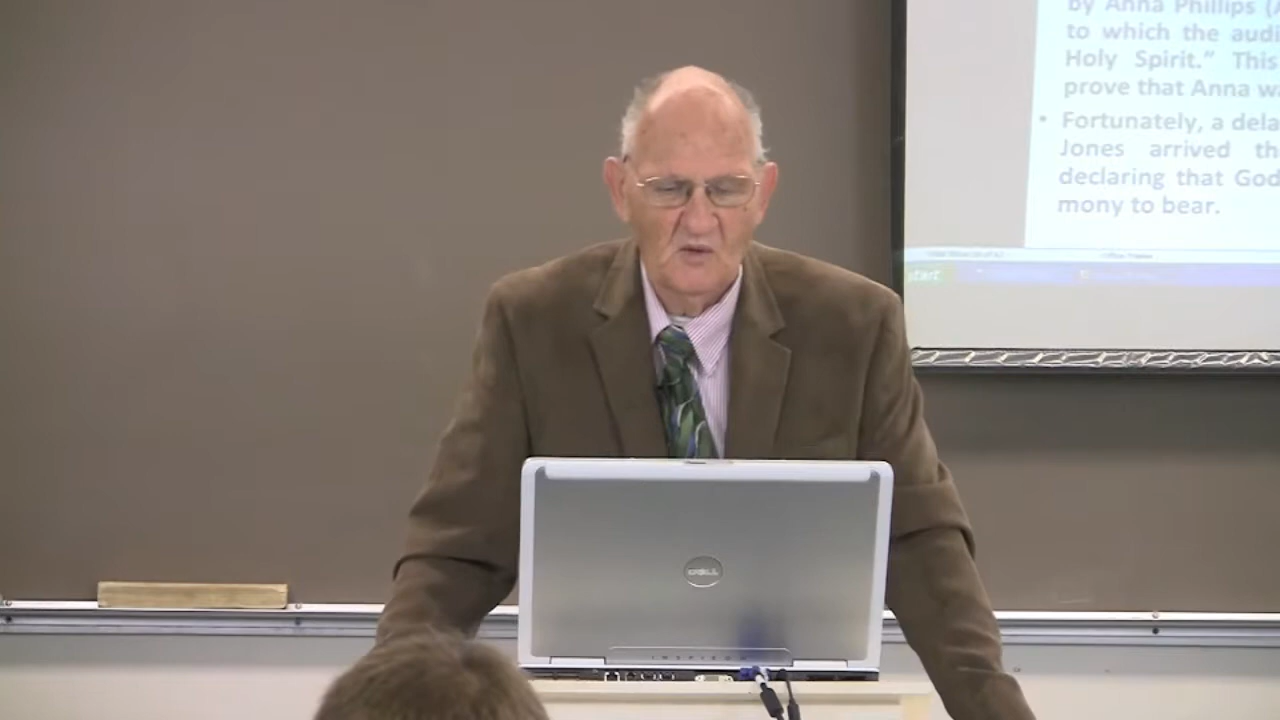 by Anna Phillips (
to which the audi
Holy Spirit." This
prove that Anna wa
• Fortunately, a dela
Jones arrived th
declaring that God
mony to bear.
start
DELL
INSPIRON